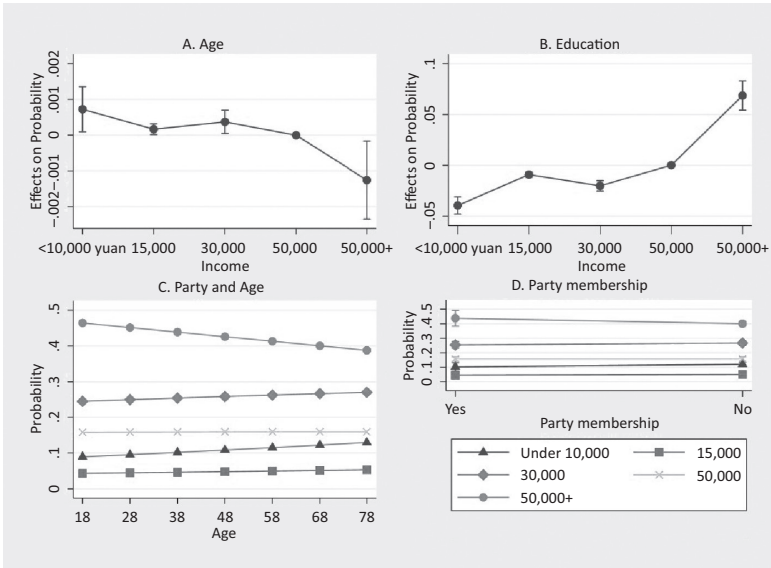 A. Age
Effects on Probability
.002
.001
0
-.001
-.002
<10,000 yuan 15,000 30,000 50,000 50,000+
Income
B. Education
Effects on Probability
.1
.05
0
-.05
<10,000 yuan 15,000 30,000 50,000 50,000+
Income
C. Party and Age
Probability
.5
.4
.3
.2
.1
0
18 28 38 48 58 68 78
Age
D. Party membership
Probability
.5
.4
.3
.2
.1
0
Yes No
Party membership
Under 10,000 15,000
30,000 50,000
50,000+